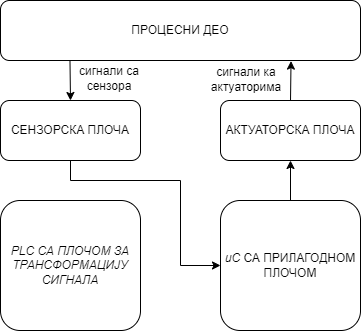 ПРОЦЕСНИ ДЕО
сигнали са
сензора
сигнали ка
актуаторима
СЕНЗОРСКА ПЛОЧА
АКТУАТОРСКА ПЛОЧА
PLC СА ПЛОЧОМ ЗА
ТРАНСФОРМАЦИЈУ
СИГНАЛА
uC СА ПРИЛАГОДНОМ
ПЛОЧОМ